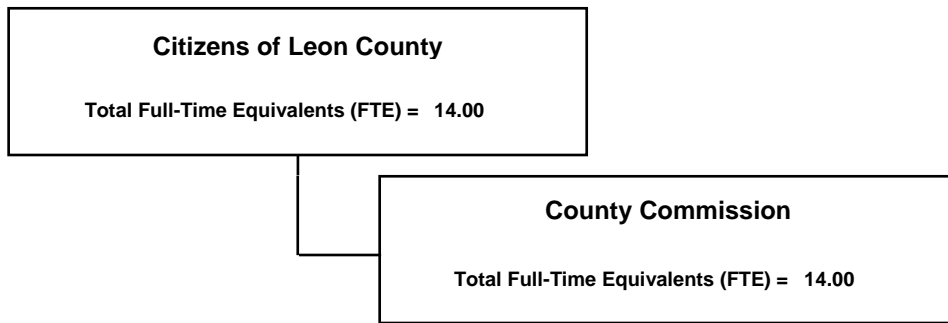 Citizens of Leon County
Total Full-Time Equivalents (FTE) = 14.00
County Commission
Total Full-Time Equivalents (FTE) = 14.00